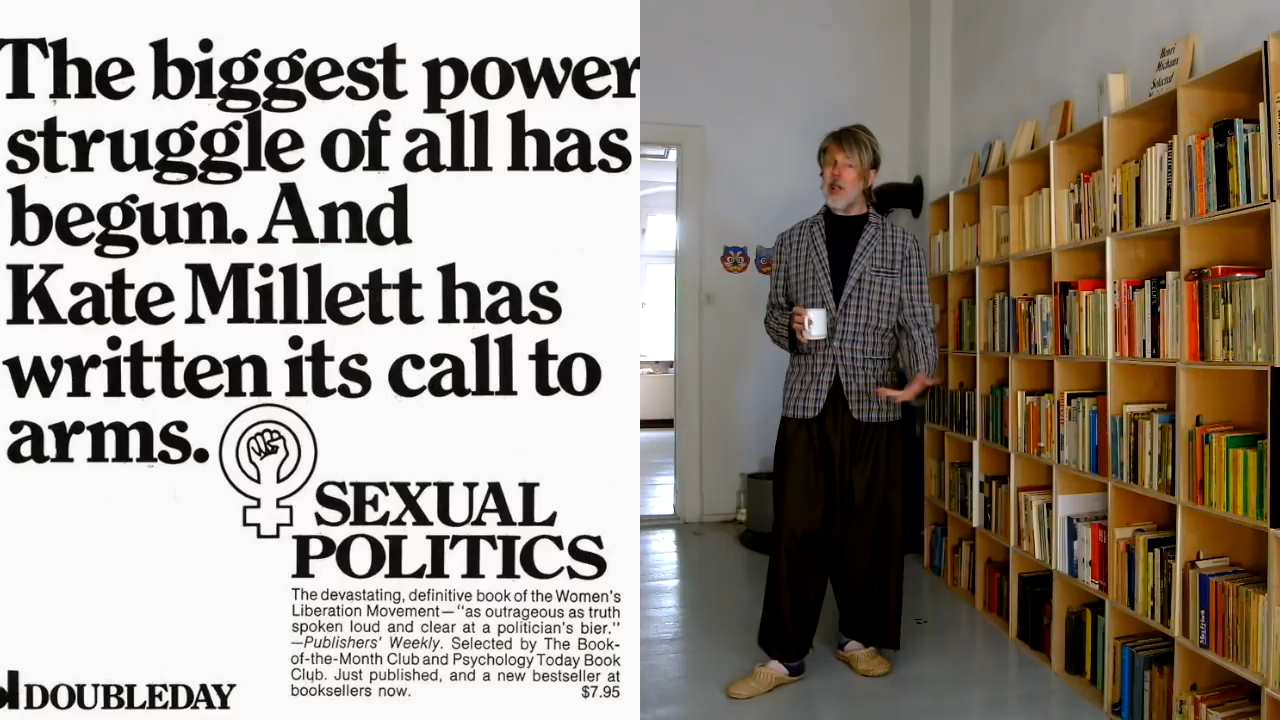 The biggest power
struggle of all has
begun. And
Kate Millett has
written its call to
arms.
SEXUAL
POLITICS
The devastating, definitive book of the Women's
Liberation Movement—“as outrageous as truth
spoken loud and clear at a politician's bier.”
—Publishers' Weekly. Selected by The Book-
of-the-Month Club and Psychology Today Book
Club. Just published, and a new bestseller at
booksellers now. $7.95
DOUBLEDAY
Henri
Michaux
Selected